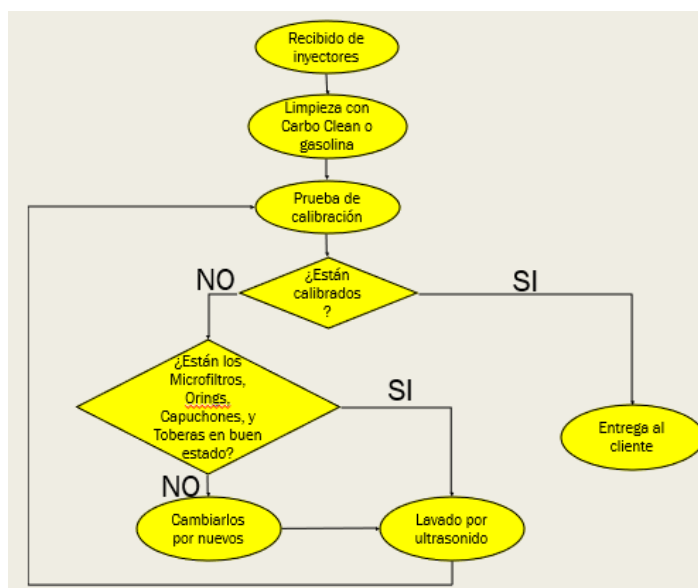 Recibido de
inyectores
Limpieza con
Carbo Clean o
gasolina
Prueba de
calibración
¿Están
calibrados
?
NO
SI
¿Están los
Microfiltros,
Orings,
Capuchones, y
Toberas en buen
estado?
SI
Entrega al
cliente
NO
Cambiarlos
por nuevos
Lavado por
ultrasonido